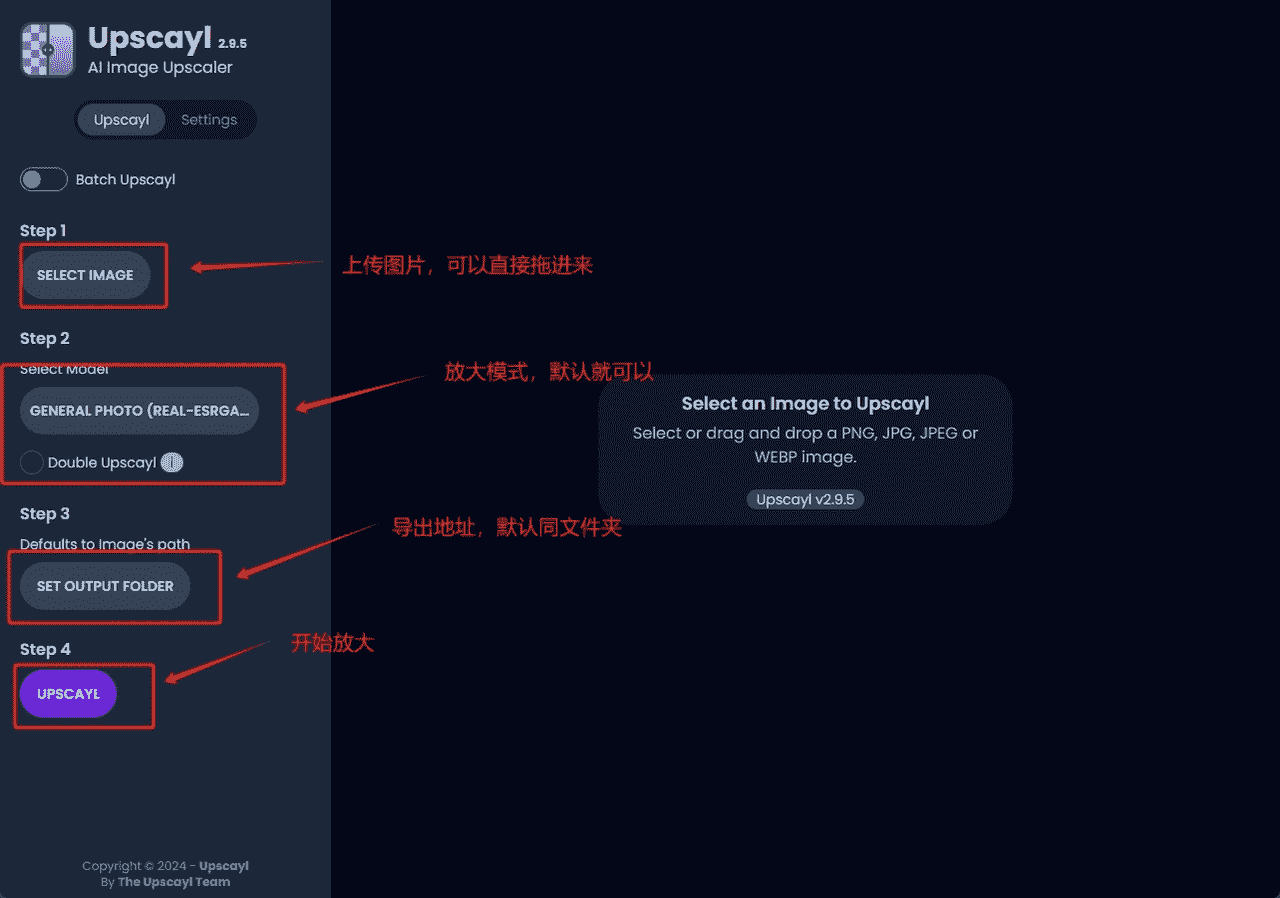 Upscayl 2.9.5
AI Image Upscaler
Upscayl
Settings
Batch Upscayl
Step 1
SELECT IMAGE
上传图片，可以直接拖进来
Step 2
Select Model
GENERAL PHOTO (REAL-ESRGA...
放大模式，默认就可以
Double Upscayl i
Select an Image to Upscayl
Select or drag and drop a PNG, JPG, JPEG or
WEBP image.
Upscayl v2.9.5
Step 3
Defaults to Image's path
SET OUTPUT FOLDER
导出地址，默认同文件夹
Step 4
UPSCAYL
开始放大
Copyright © 2024 - Upscayl
By The Upscayl Team